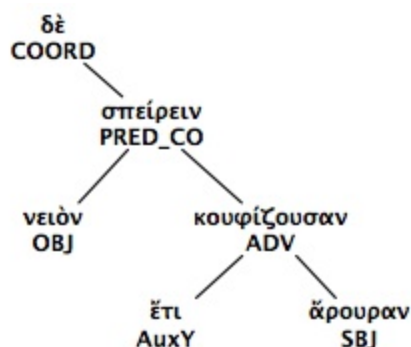 δὲ
COORD
σπείρειν
PRED_CO
νειὸν
OBJ
κουφίζουσαν
ADV
ἔτι
AuxY
ἄρουραν
SBJ